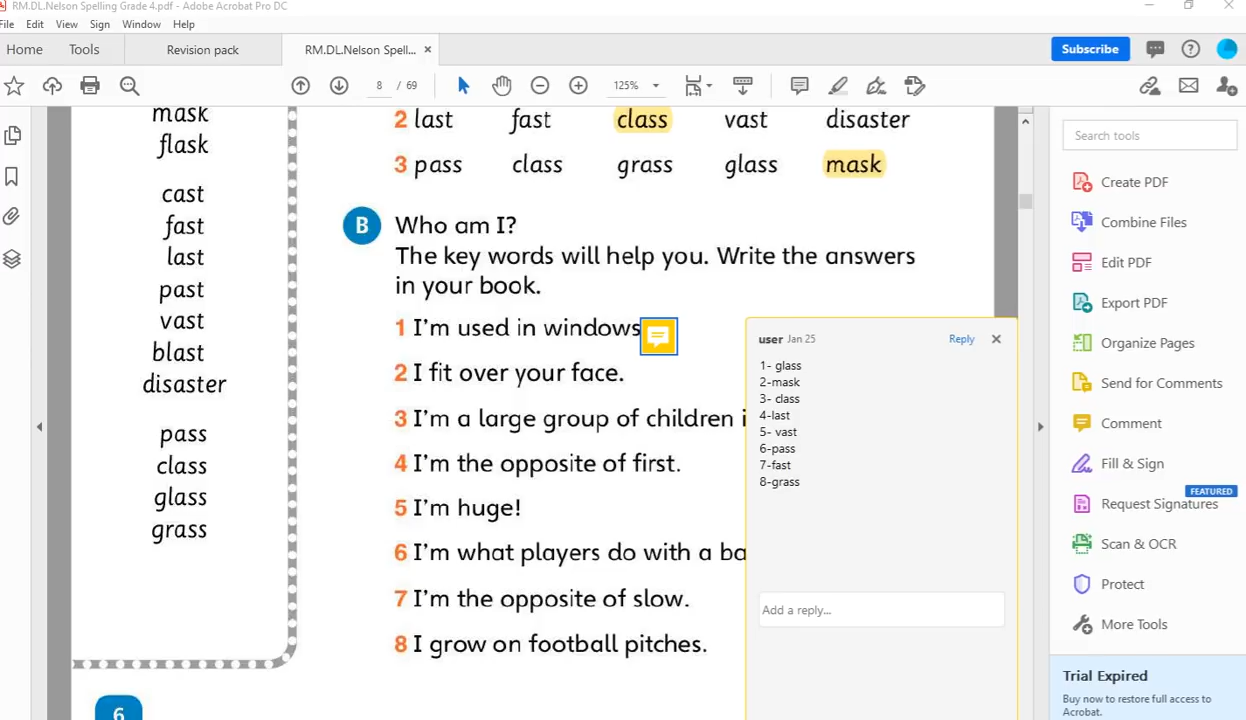 RM.DL.Nelson Spelling Grade 4.pdf - Adobe Acrobat Pro DC
File Edit View Sign Window Help
Home Tools Revision pack RM.DL.Nelson Spell... × Subscribe
8 / 69 125%
mask
flask
cast
fast
last
past
vast
blast
disaster
pass
class
glass
grass
6
2 last fast class vast disaster
3 pass class grass glass mask
B Who am I?
The key words will help you. Write the answers
in your book.
1 I'm used in windows
2 I fit over your face.
3 I'm a large group of children i
4 I'm the opposite of first.
5 I'm huge!
6 I'm what players do with a ba
7 I'm the opposite of slow.
8 I grow on football pitches.
user Jan 25 Reply ×
1- glass
2-mask
3- class
4-last
5- vast
6-pass
7-fast
8-grass
Add a reply...
Search tools
Create PDF
Combine Files
Edit PDF
Export PDF
Organize Pages
Send for Comments
Comment
Fill & Sign
FEATURED
Request Signatures
Scan & OCR
Protect
More Tools
Trial Expired
Buy now to restore full access to
Acrobat.